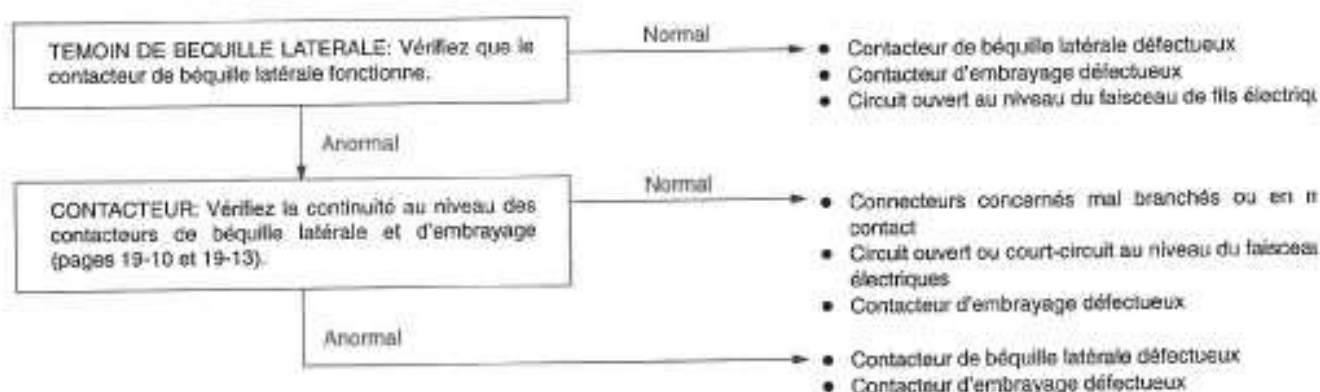 TEMOIN DE BEQUILLE LATERALE: Vérifiez que le
contacteur de béquille latérale fonctionne.
Normal
● Contacteur de béquille latérale défectueux
● Contacteur d'embrayage défectueux
● Circuit ouvert au niveau du faisceau de fils
Anormal
CONTACTEUR: Vérifiez la continuité au niveau des
contacteurs de béquille latérale et d'embrayage
(pages 19-10 et 19-13).
Normal
● Connecteurs concernés mal branchés ou en
contact
● Circuit ouvert ou court-circuit au niveau du
électriques
● Contacteur d'embrayage défectueux
Anormal
● Contacteur de béquille latérale défectueux
● Contacteur d'embrayage défectueux